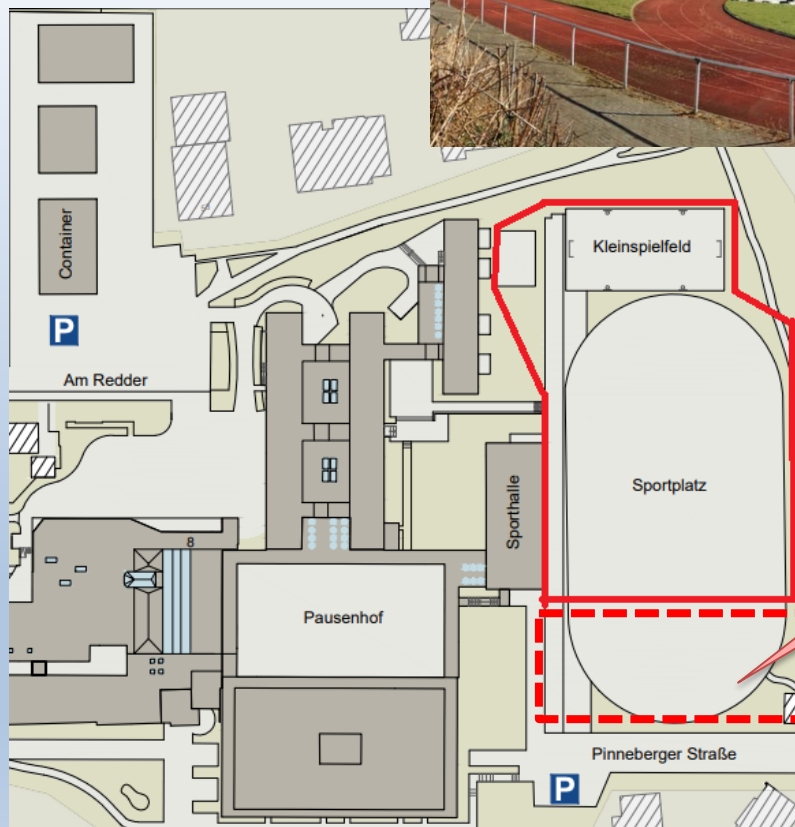 Kleinspielfeld
Container
P
Am Redder
Sportplatz
Sporthalle
8
Pausenhof
Pinneberger Straße
P